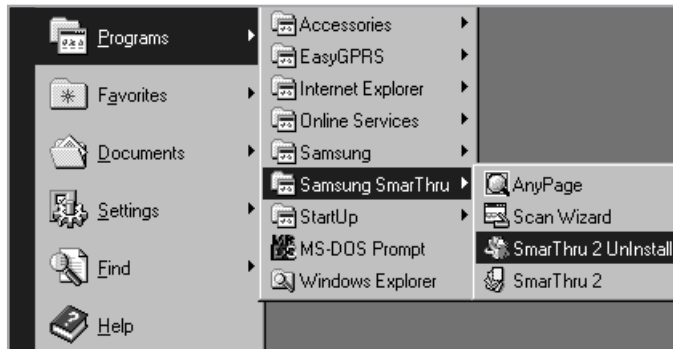 Programs
Favorites
Documents
Settings
Find
Help
Accessories
EasyGPRS
Internet Explorer
Online Services
Samsung
Samsung SmarThru
StartUp
MS-DOS Prompt
Windows Explorer
AnyPage
Scan Wizard
SmarThru 2 UnInstall
SmarThru 2